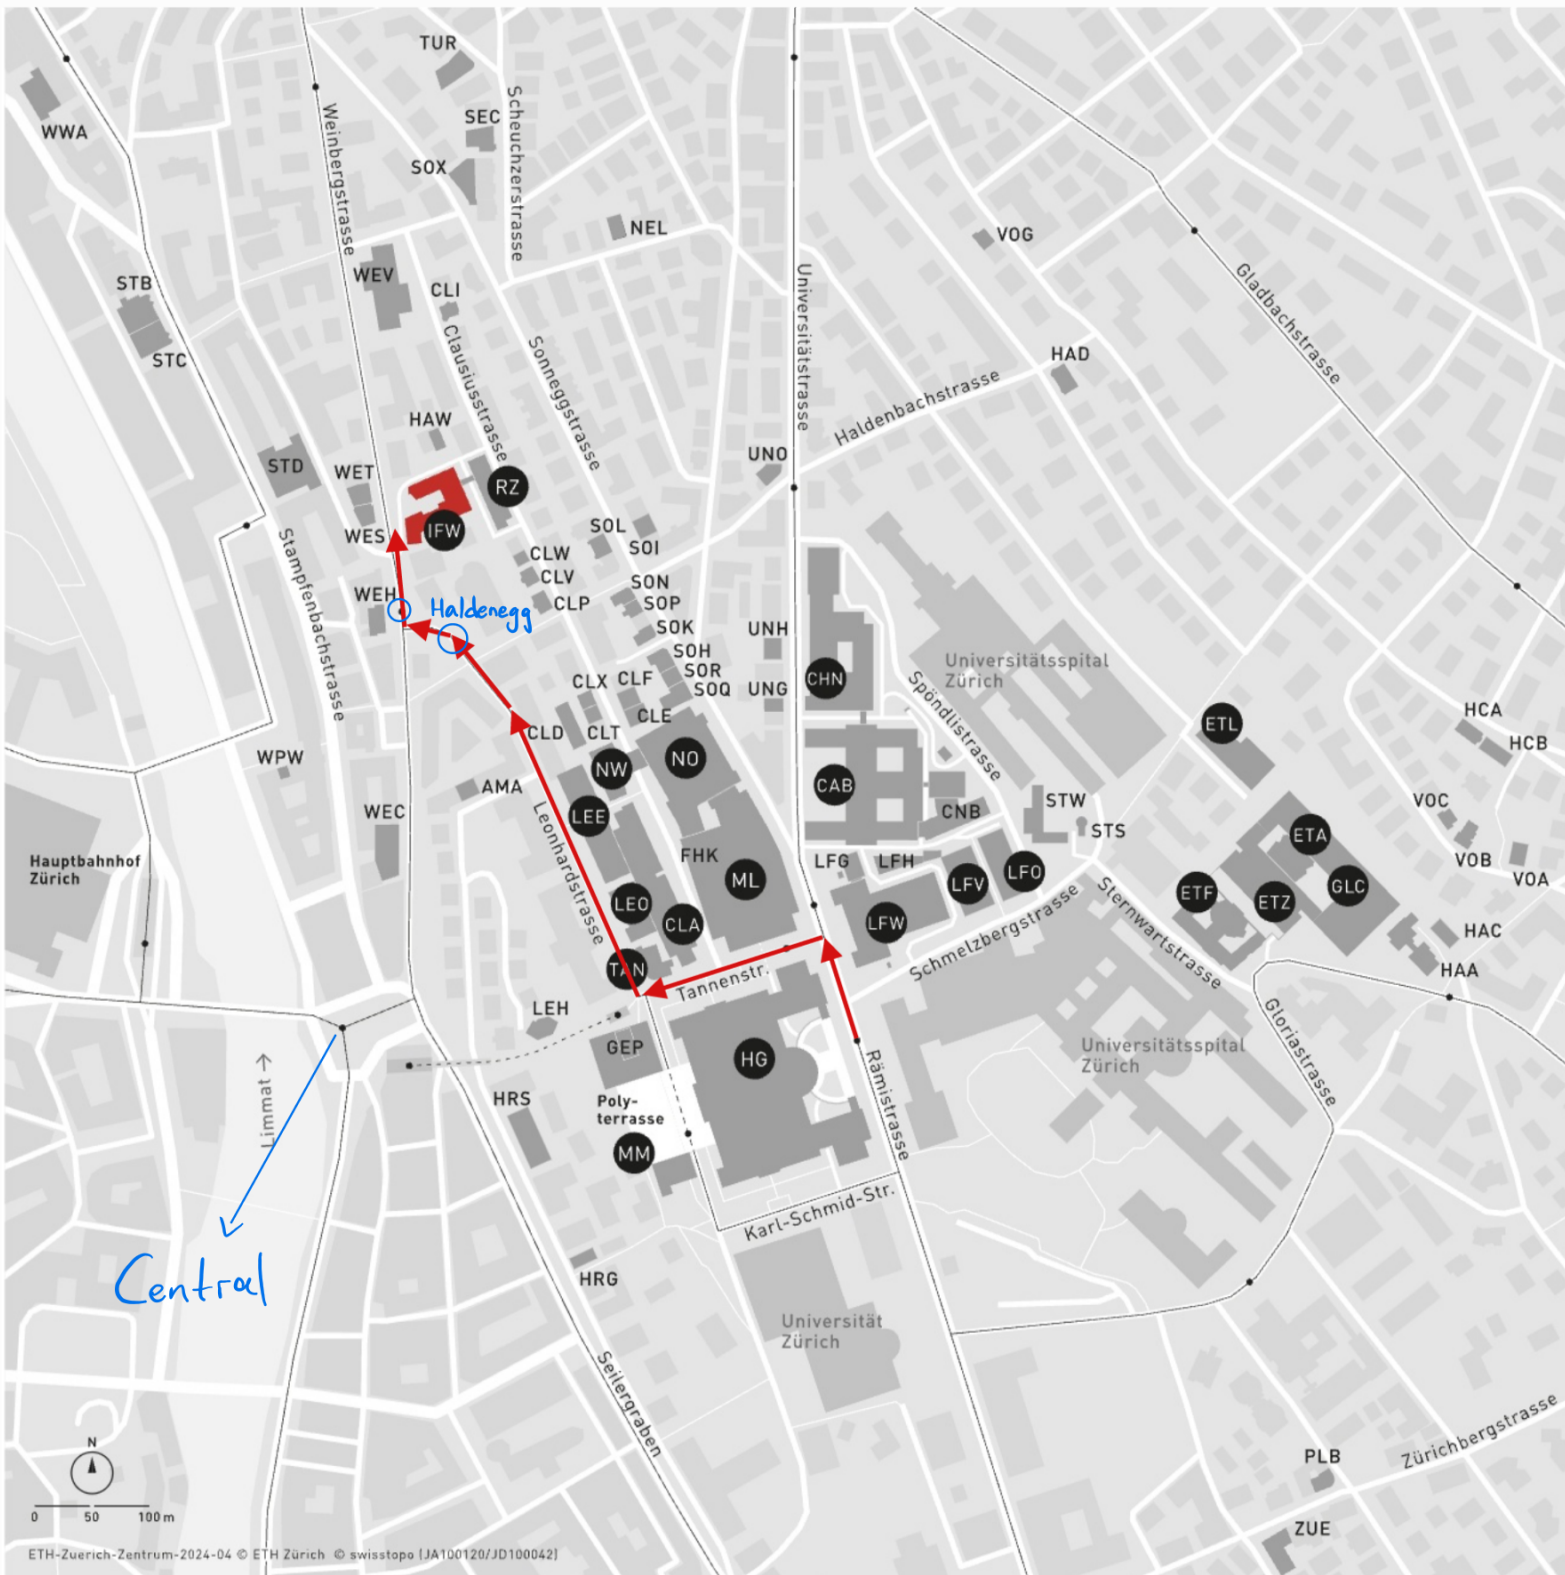 TUR
Scheuchzerstrasse
SEC
WWA
Weinbergstrasse
SOX
NEL
VOG
WEV
STB
CLI
Universitätstrasse
Gladbachstrasse
STC
Clausiusstrasse
Sonneggstrasse
HAD
Haldenbachstrasse
HAW
UNO
STD
WET
RZ
IFW
WES
SOL
SOI
Stampfenbachstrasse
CLW
CLV
SON
CLP
SOP
WEH
Haldenegg
SOK
UNH
SOH
Universitätsspital
Zürich
SOR
CHN
CLX
CLF
SOQ
UNG
Spöndlistrasse
CLE
HCA
ETL
CLD
CLT
HCB
WPW
NW
NO
AMA
CAB
STW
VOC
WEC
LEE
Leonhardstrasse
CNB
STS
ETA
Hauptbahnhof
Zürich
FHK
LFG
LFH
VOB
ML
LFV
LFO
GLC
VOA
LEO
CLA
LFW
ETF
ETZ
Schmelzbergstrasse
Sternwartstrasse
HAC
TAN
Tannenstr.
HAA
LEH
Gloriastrasse
GEP
HG
Universitätsspital
Zürich
Limmat
HRS
Poly-
terrasse
Rämistrasse
MM
Karl-Schmid-Str.
Central
HRG
Universität
Zürich
Seilergraben
N
PLB
Zürichbergstrasse
0 50 100 m
ZUE
ETH-Zuerich-Zentrum-2024-04 © ETH Zürich © swisstopo (JA100120/JD100042)